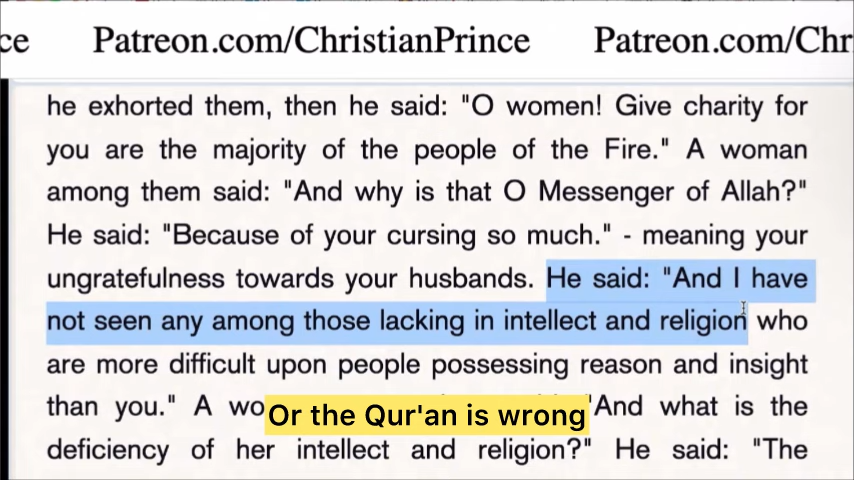 ce Patreon.com/ChristianPrince Patreon.com/Chr
he exhorted them, then he said: "O women! Give charity for
you are the majority of the people of the Fire." A woman
among them said: "And why is that O Messenger of Allah?"
He said: "Because of your cursing so much." - meaning your
ungratefulness towards your husbands. He said: "And I have
not seen any among those lacking in intellect and religion who
are more difficult upon people possessing reason and insight
than you." A wo
Or the Qur'an is wrong
"And what is the
deficiency of her intellect and religion?" He said: "The